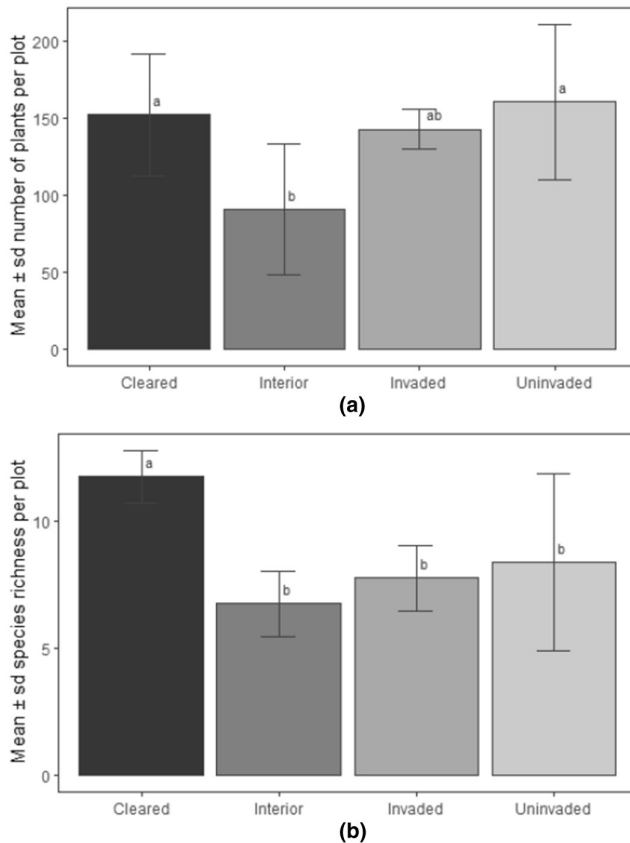 Mean ± sd number of plants per plot
200
150
100
50
0
a
b
ab
a
Cleared Interior Invaded Uninvaded
(a)
Mean ± sd species richness per plot
10
5
0
a
b
b
b
Cleared Interior Invaded Uninvaded
(b)